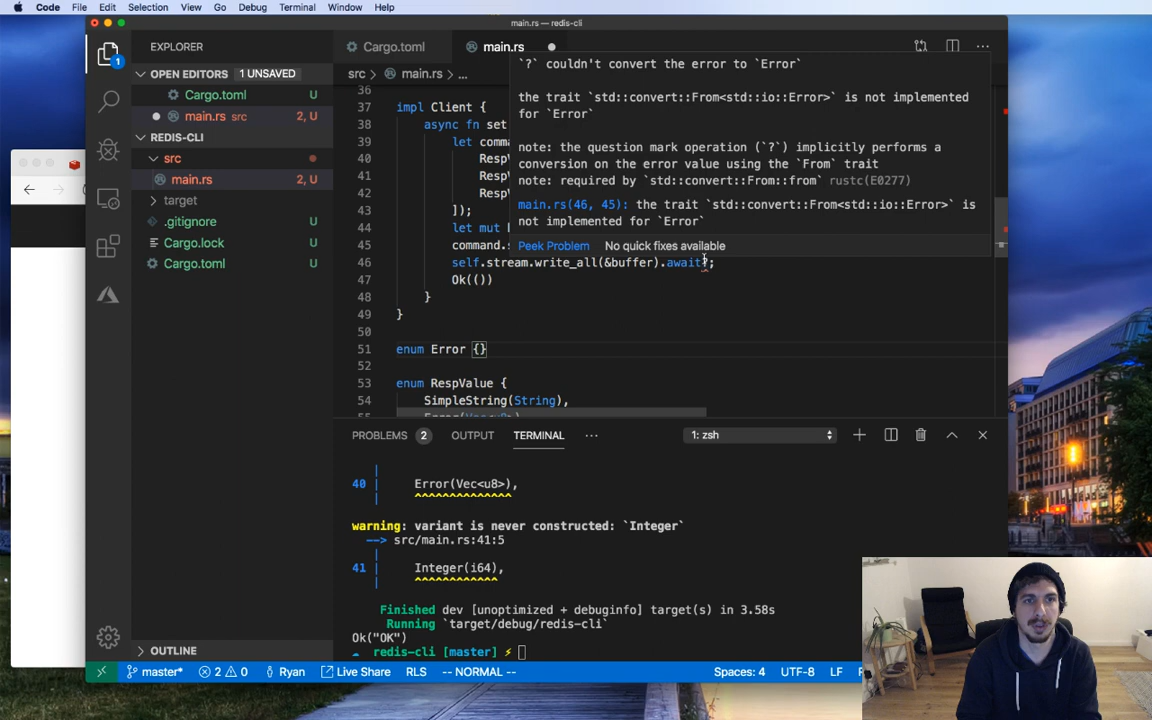 Code File Edit Selection View Go Debug Terminal Window Help
main.rs — redis-cli
EXPLORER
OPEN EDITORS 1 UNSAVED
Cargo.toml U
main.rs src 2, U
REDIS-CLI
src
main.rs 2, U
target
.gitignore U
Cargo.lock U
Cargo.toml U
OUTLINE
1
Cargo.toml
main.rs
src > main.rs > ...
`?` couldn't convert the error to `Error`
the trait `std::convert::From<std::io::Error>` is not implemented
for `Error`
note: the question mark operation (`?`) implicitly performs a
conversion on the error value using the `From` trait
note: required by `std::convert::From::from` rustc(E0277)
main.rs(46, 45): the trait `std::convert::From<std::io::Error>` is
not implemented for `Error`
Peek Problem No quick fixes available
36
37 impl Client {
38 async fn set
39 let comma
40 Resp
41 Resp
42 Resp
43 ]);
44 let mut
45 command.s
46 self.stream.write_all(&buffer).await?;
47 Ok(())
48 }
49 }
50
51 enum Error {}
52
53 enum RespValue {
54 SimpleString(String),
PROBLEMS 2 OUTPUT TERMINAL ··· 1: zsh
|
40 | Error(Vec<u8>),
| ^^^^^^^^^^^^^^
warning: variant is never constructed: `Integer`
--> src/main.rs:41:5
|
41 | Integer(i64),
| ^^^^^^^^^^^^
Finished dev [unoptimized + debuginfo] target(s) in 3.58s
Running `target/debug/redis-cli`
Ok("OK")
redis-cli [master] ⚡
master* 2 0 Ryan Live Share RLS -- NORMAL -- Spaces: 4 UTF-8 LF